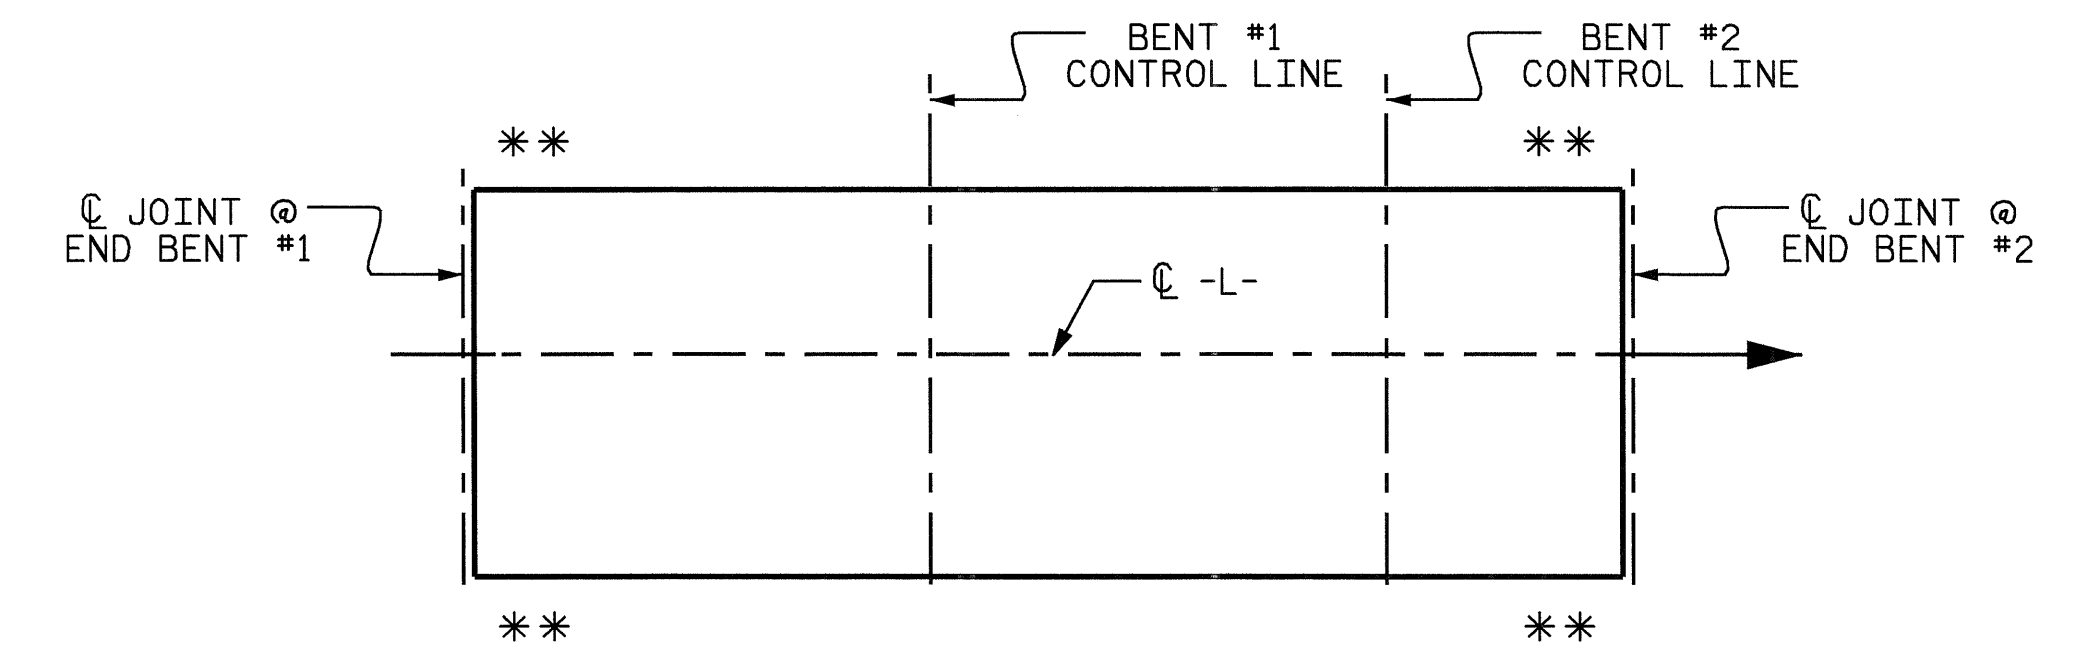 BENT #1
CONTROL LINE
BENT #2
CONTROL LINE
**
**
℄ JOINT @
END BENT #1
℄ JOINT @
END BENT #2
℄ -L-
**
**